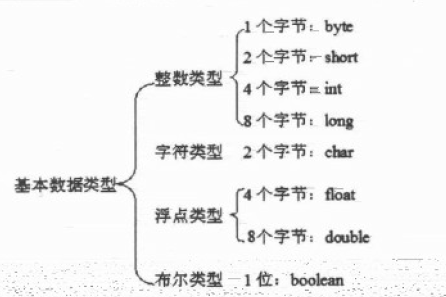 1个字节：byte
2个字节：short
整数类型
4个字节：int
8个字节：long
字符类型 2个字节：char
基本数据类型
4个字节：float
浮点类型
8个字节：double
布尔类型 1位：boolean